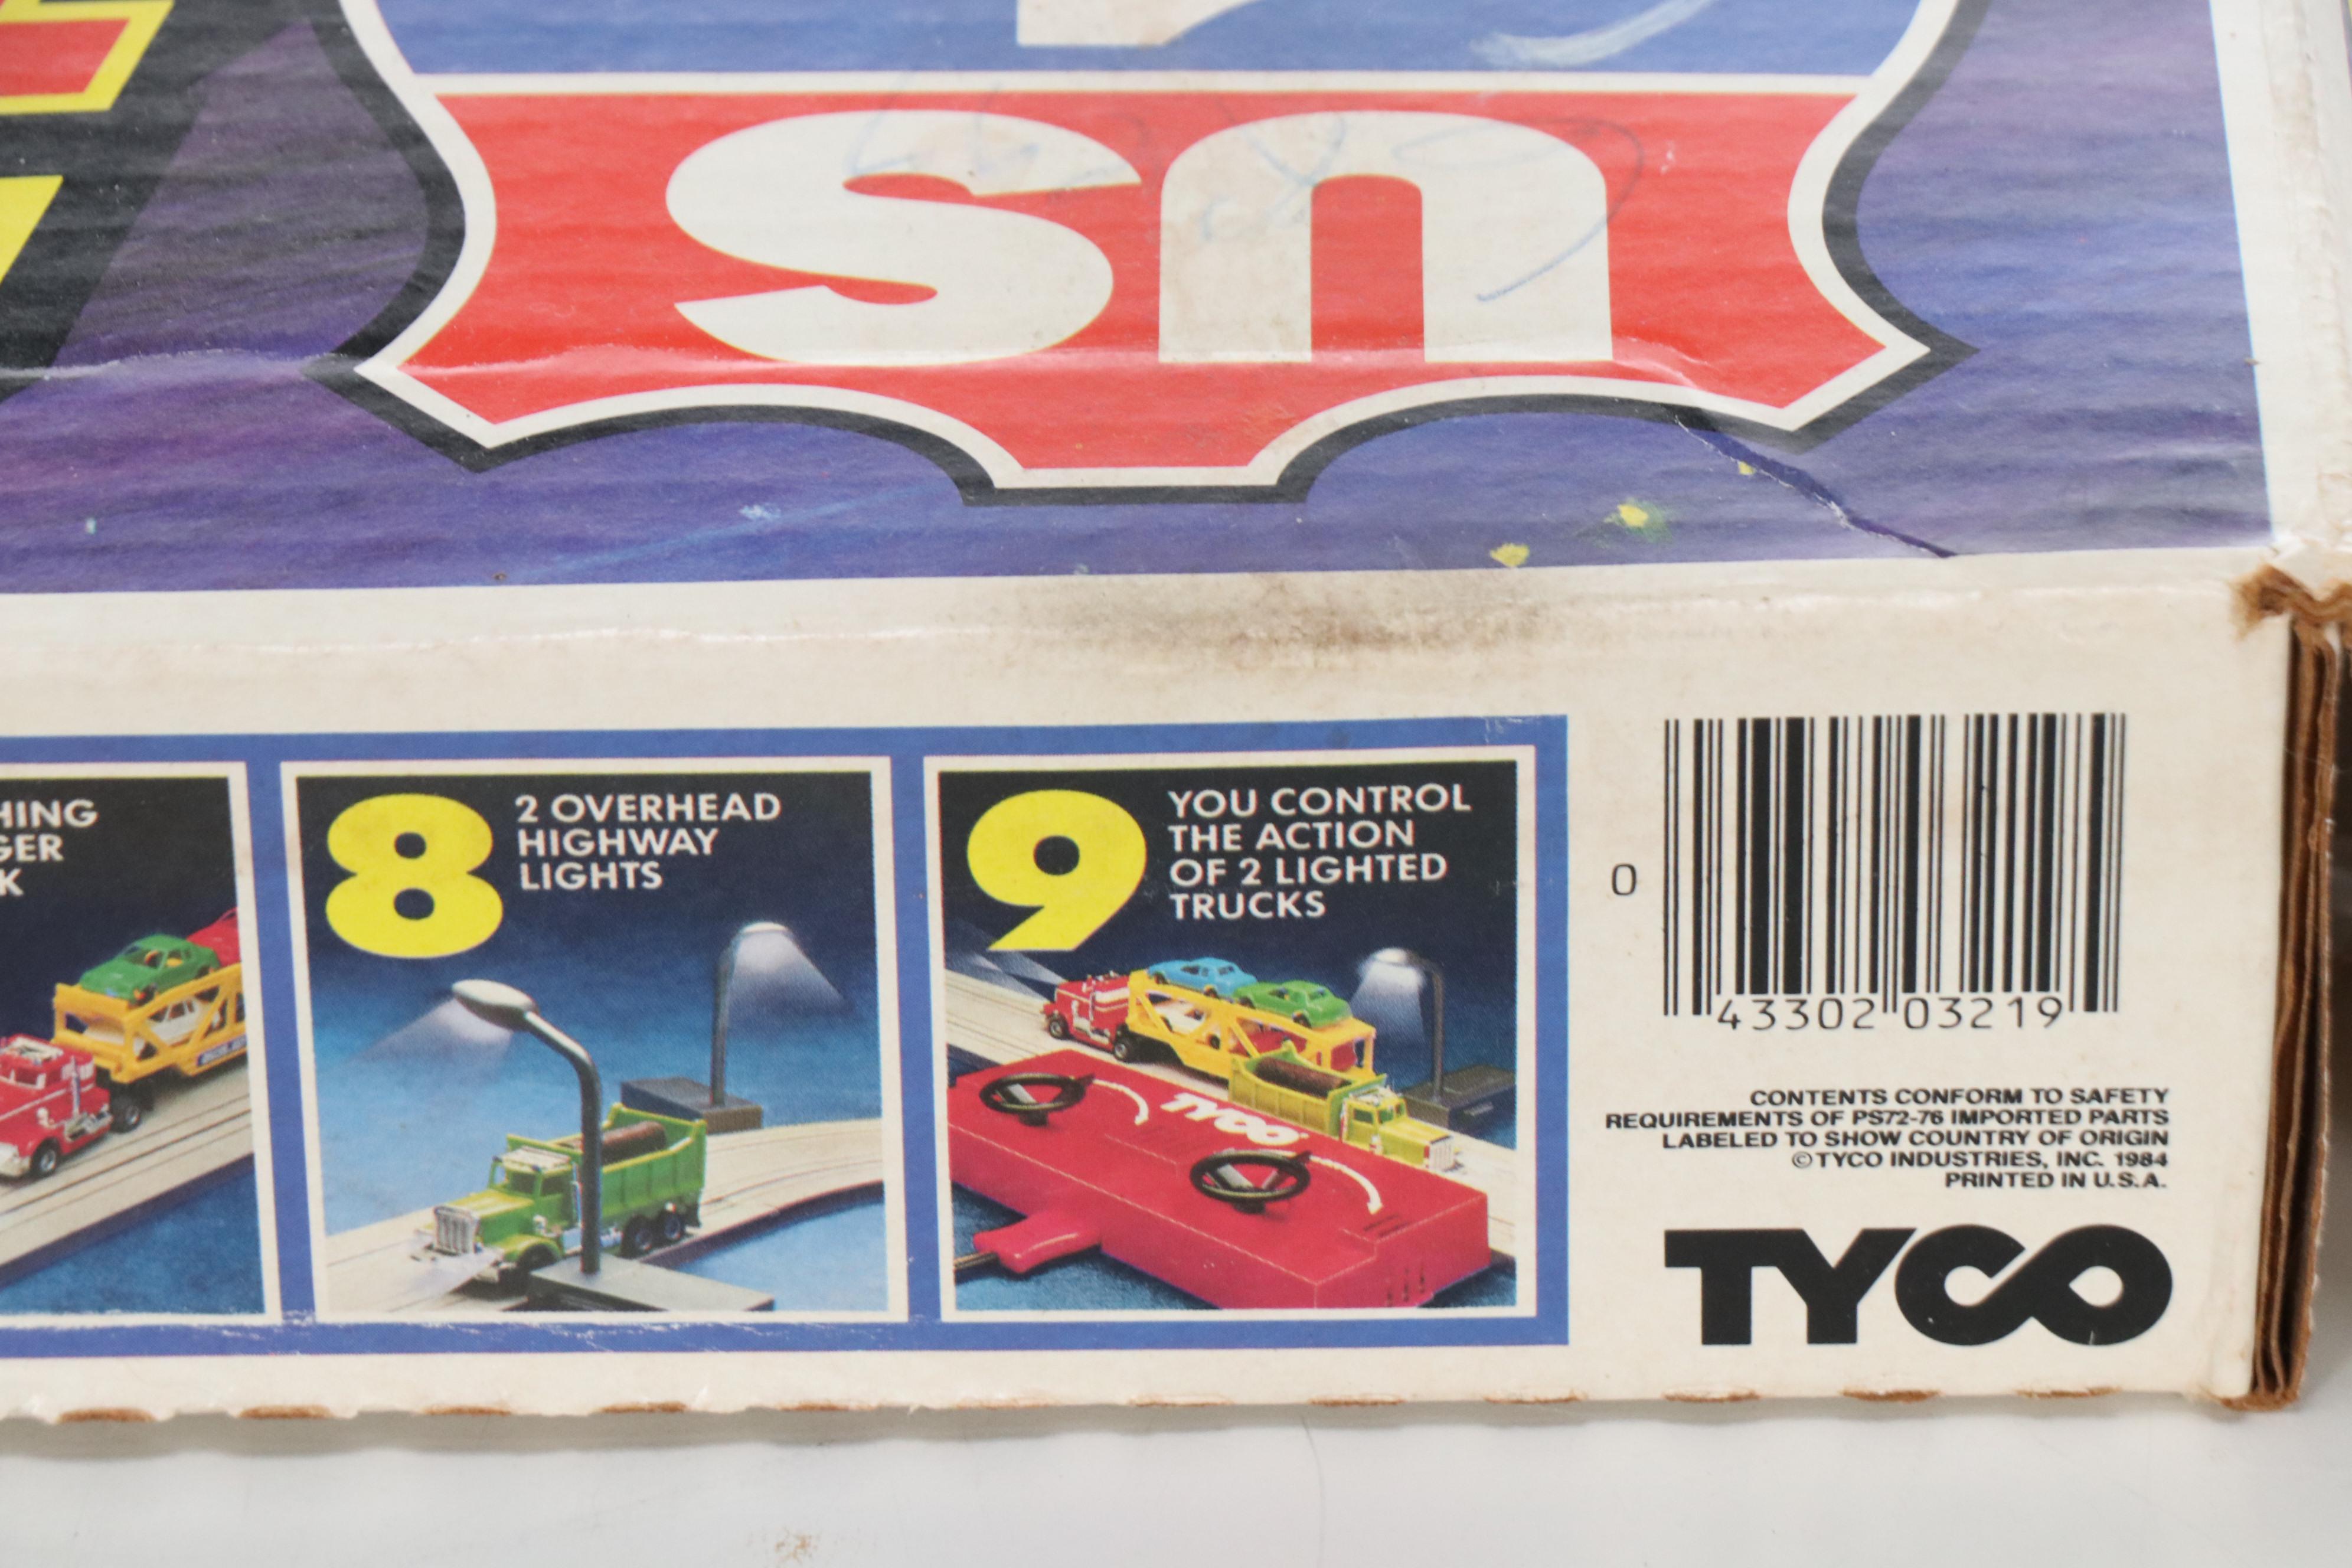 US
HING
GER
K
8
2 OVERHEAD
HIGHWAY
LIGHTS
9
YOU CONTROL
THE ACTION
OF 2 LIGHTED
TRUCKS
TYCO
0 43302 03219
CONTENTS CONFORM TO SAFETY
REQUIREMENTS OF PS72-76 IMPORTED PARTS
LABELED TO SHOW COUNTRY OF ORIGIN
©TYCO INDUSTRIES, INC. 1984
PRINTED IN U.S.A.
TYCO